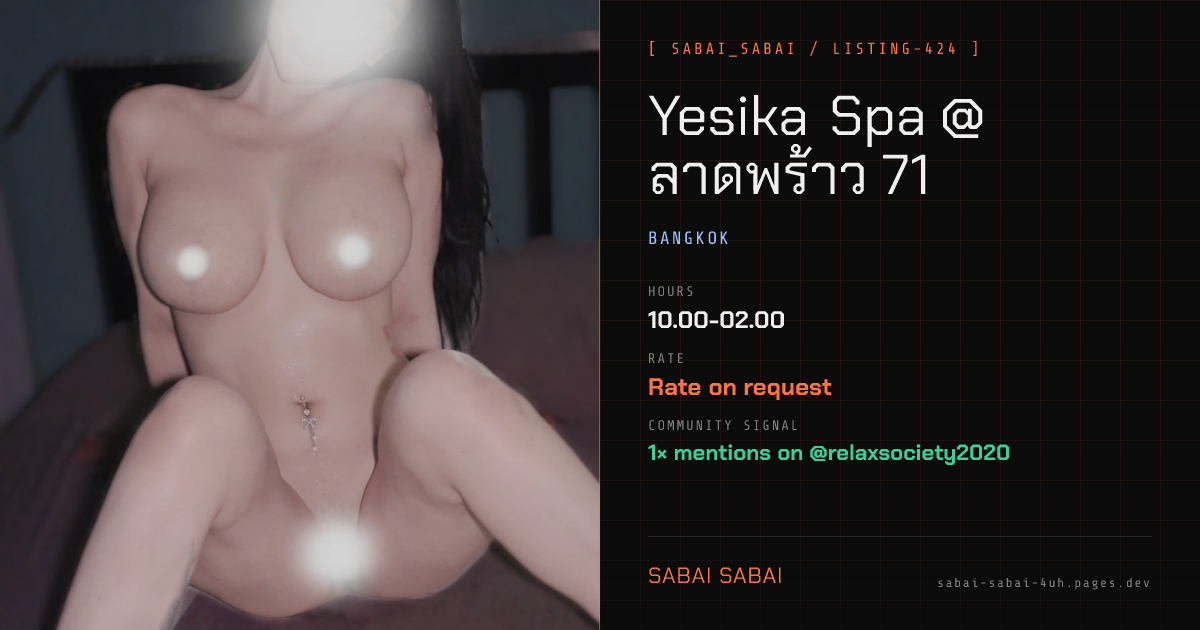 [ SABAI_SABAI / LISTING-424 ]
Yesika Spa @
ลาดพร้าว 71
BANGKOK
HOURS
10.00-02.00
RATE
Rate on request
COMMUNITY SIGNAL
1× mentions on @relaxsociety2020
SABAI SABAI
sabai-sabai-4uh.pages.dev